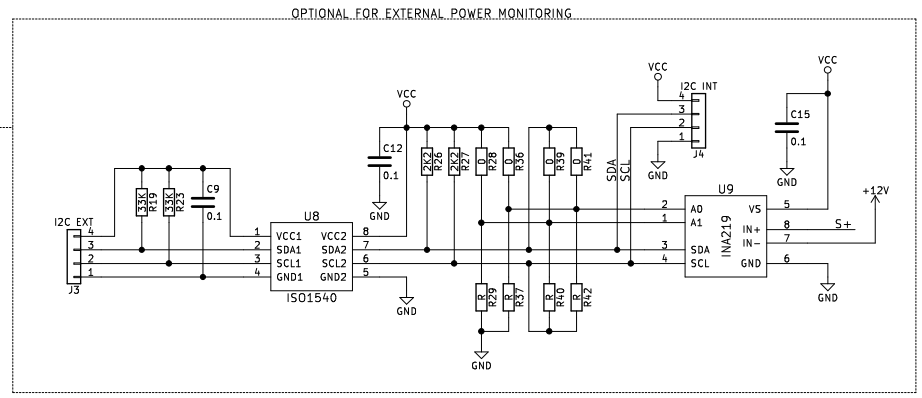 OPTIONAL FOR EXTERNAL POWER MONITORING
VCC
I2C INT
4
3
2
1
J4
GND
VCC
C15
0.1
GND
VCC
C12
0.1
GND
2K2
R26
2K2
R27
0
R28
0
R36
0
R39
0
R41
SDA
SCL
I2C EXT
4
3
2
1
J3
33K
R19
33K
R23
C9
0.1
U8
1
VCC1
2
SDA1
3
SCL1
4
GND1
VCC2
8
SDA2
7
SCL2
6
GND2
5
ISO1540
GND
R
R29
R
R37
R
R40
R
R42
GND
U9
INA219
2
A0
1
A1
3
SDA
4
SCL
VS
5
IN+
8
IN-
7
GND
6
S+
+12V
GND